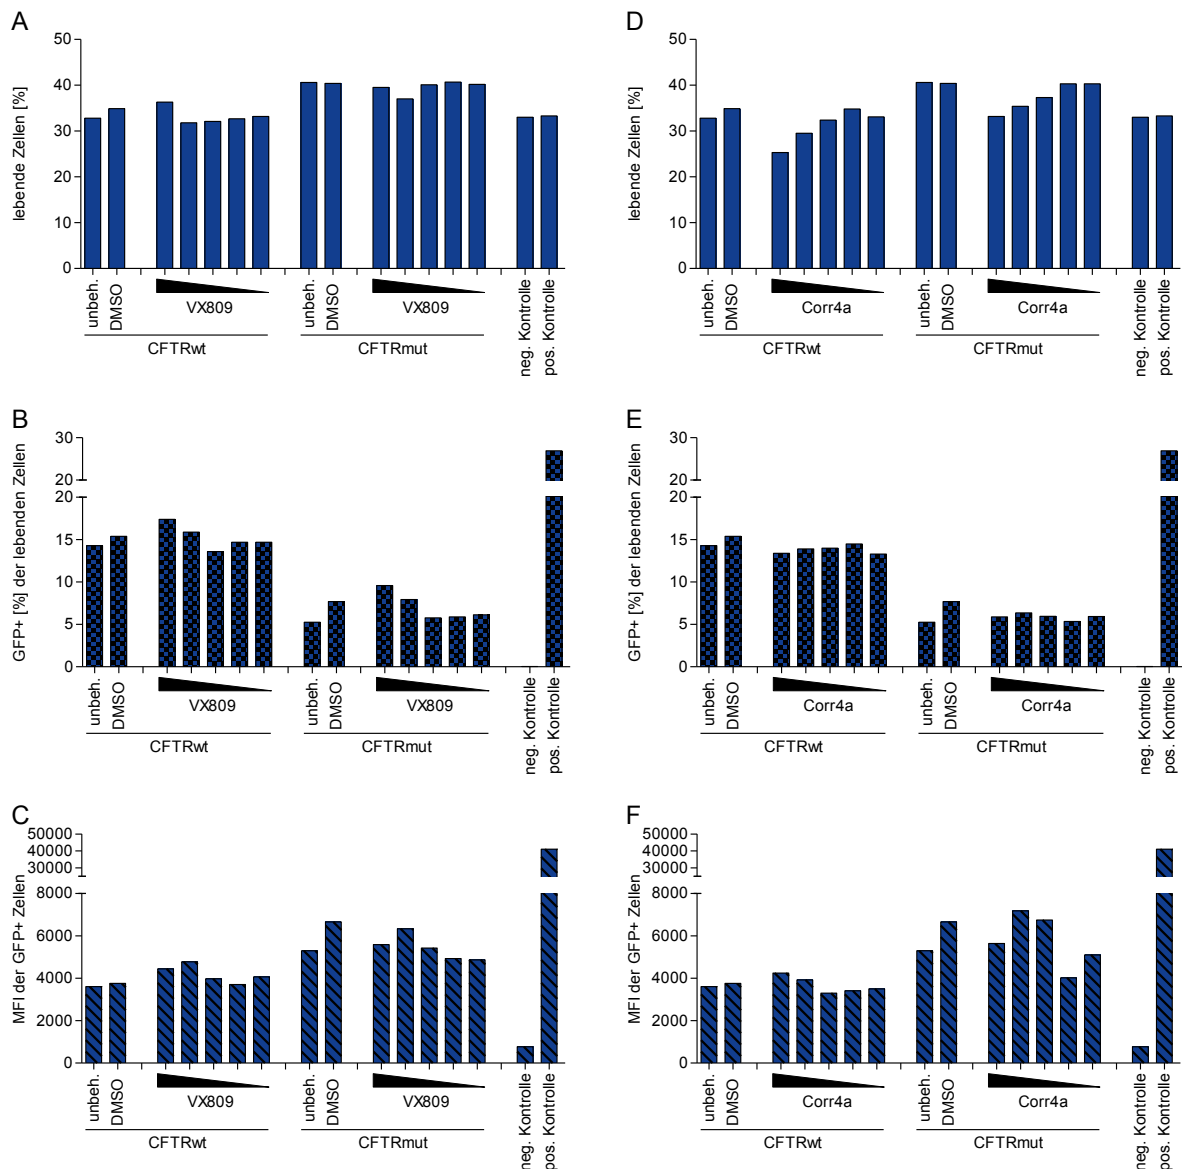 A
lebende Zellen [%]
50
40
30
20
10
0
unbeh.
DMSO
VX809
CFTRwt
unbeh.
DMSO
VX809
CFTRmut
neg. Kontrolle
pos. Kontrolle
D
lebende Zellen [%]
50
40
30
20
10
0
unbeh.
DMSO
Corr4a
CFTRwt
unbeh.
DMSO
Corr4a
CFTRmut
neg. Kontrolle
pos. Kontrolle
B
GFP+ [%] der lebenden Zellen
30
20
20
15
10
5
0
unbeh.
DMSO
VX809
CFTRwt
unbeh.
DMSO
VX809
CFTRmut
neg. Kontrolle
pos. Kontrolle
E
GFP+ [%] der lebenden Zellen
30
20
20
15
10
5
0
unbeh.
DMSO
Corr4a
CFTRwt
unbeh.
DMSO
Corr4a
CFTRmut
neg. Kontrolle
pos. Kontrolle
C
MFI der GFP+ Zellen
50000
40000
30000
8000
6000
4000
2000
0
unbeh.
DMSO
VX809
CFTRwt
unbeh.
DMSO
VX809
CFTRmut
neg. Kontrolle
pos. Kontrolle
F
MFI der GFP+ Zellen
50000
40000
30000
8000
6000
4000
2000
0
unbeh.
DMSO
Corr4a
CFTRwt
unbeh.
DMSO
Corr4a
CFTRmut
neg. Kontrolle
pos. Kontrolle